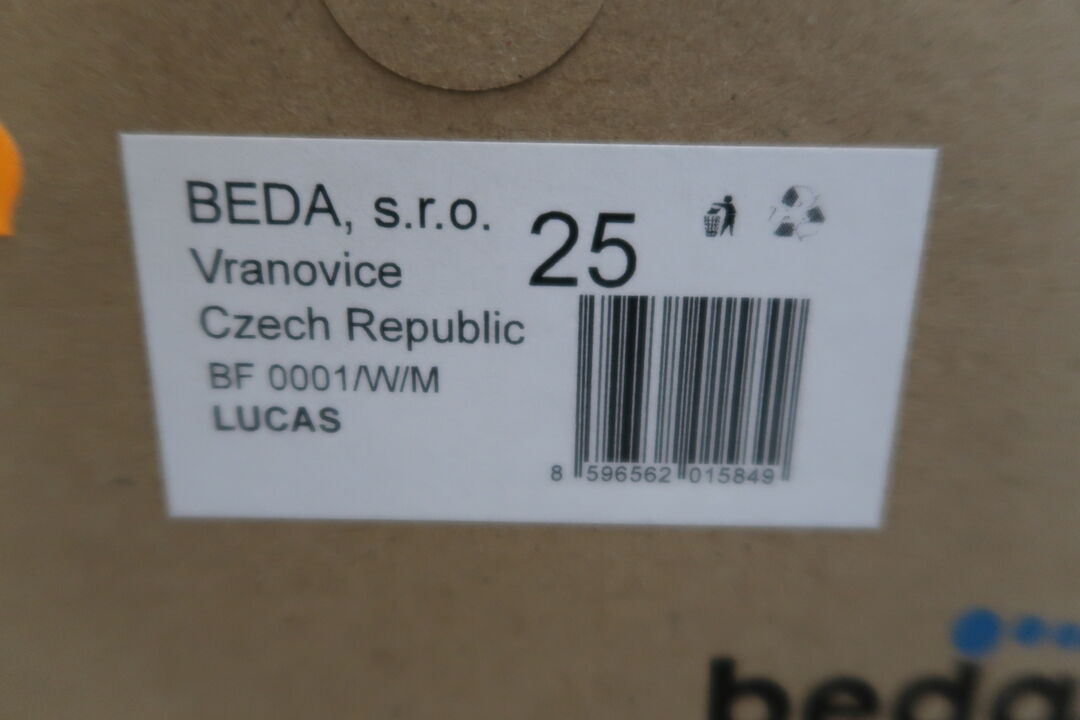 BEDA, s.r.o.
25
Vranovice
Czech Republic
BF 0001/W/M
LUCAS
8 596562 015849
beda